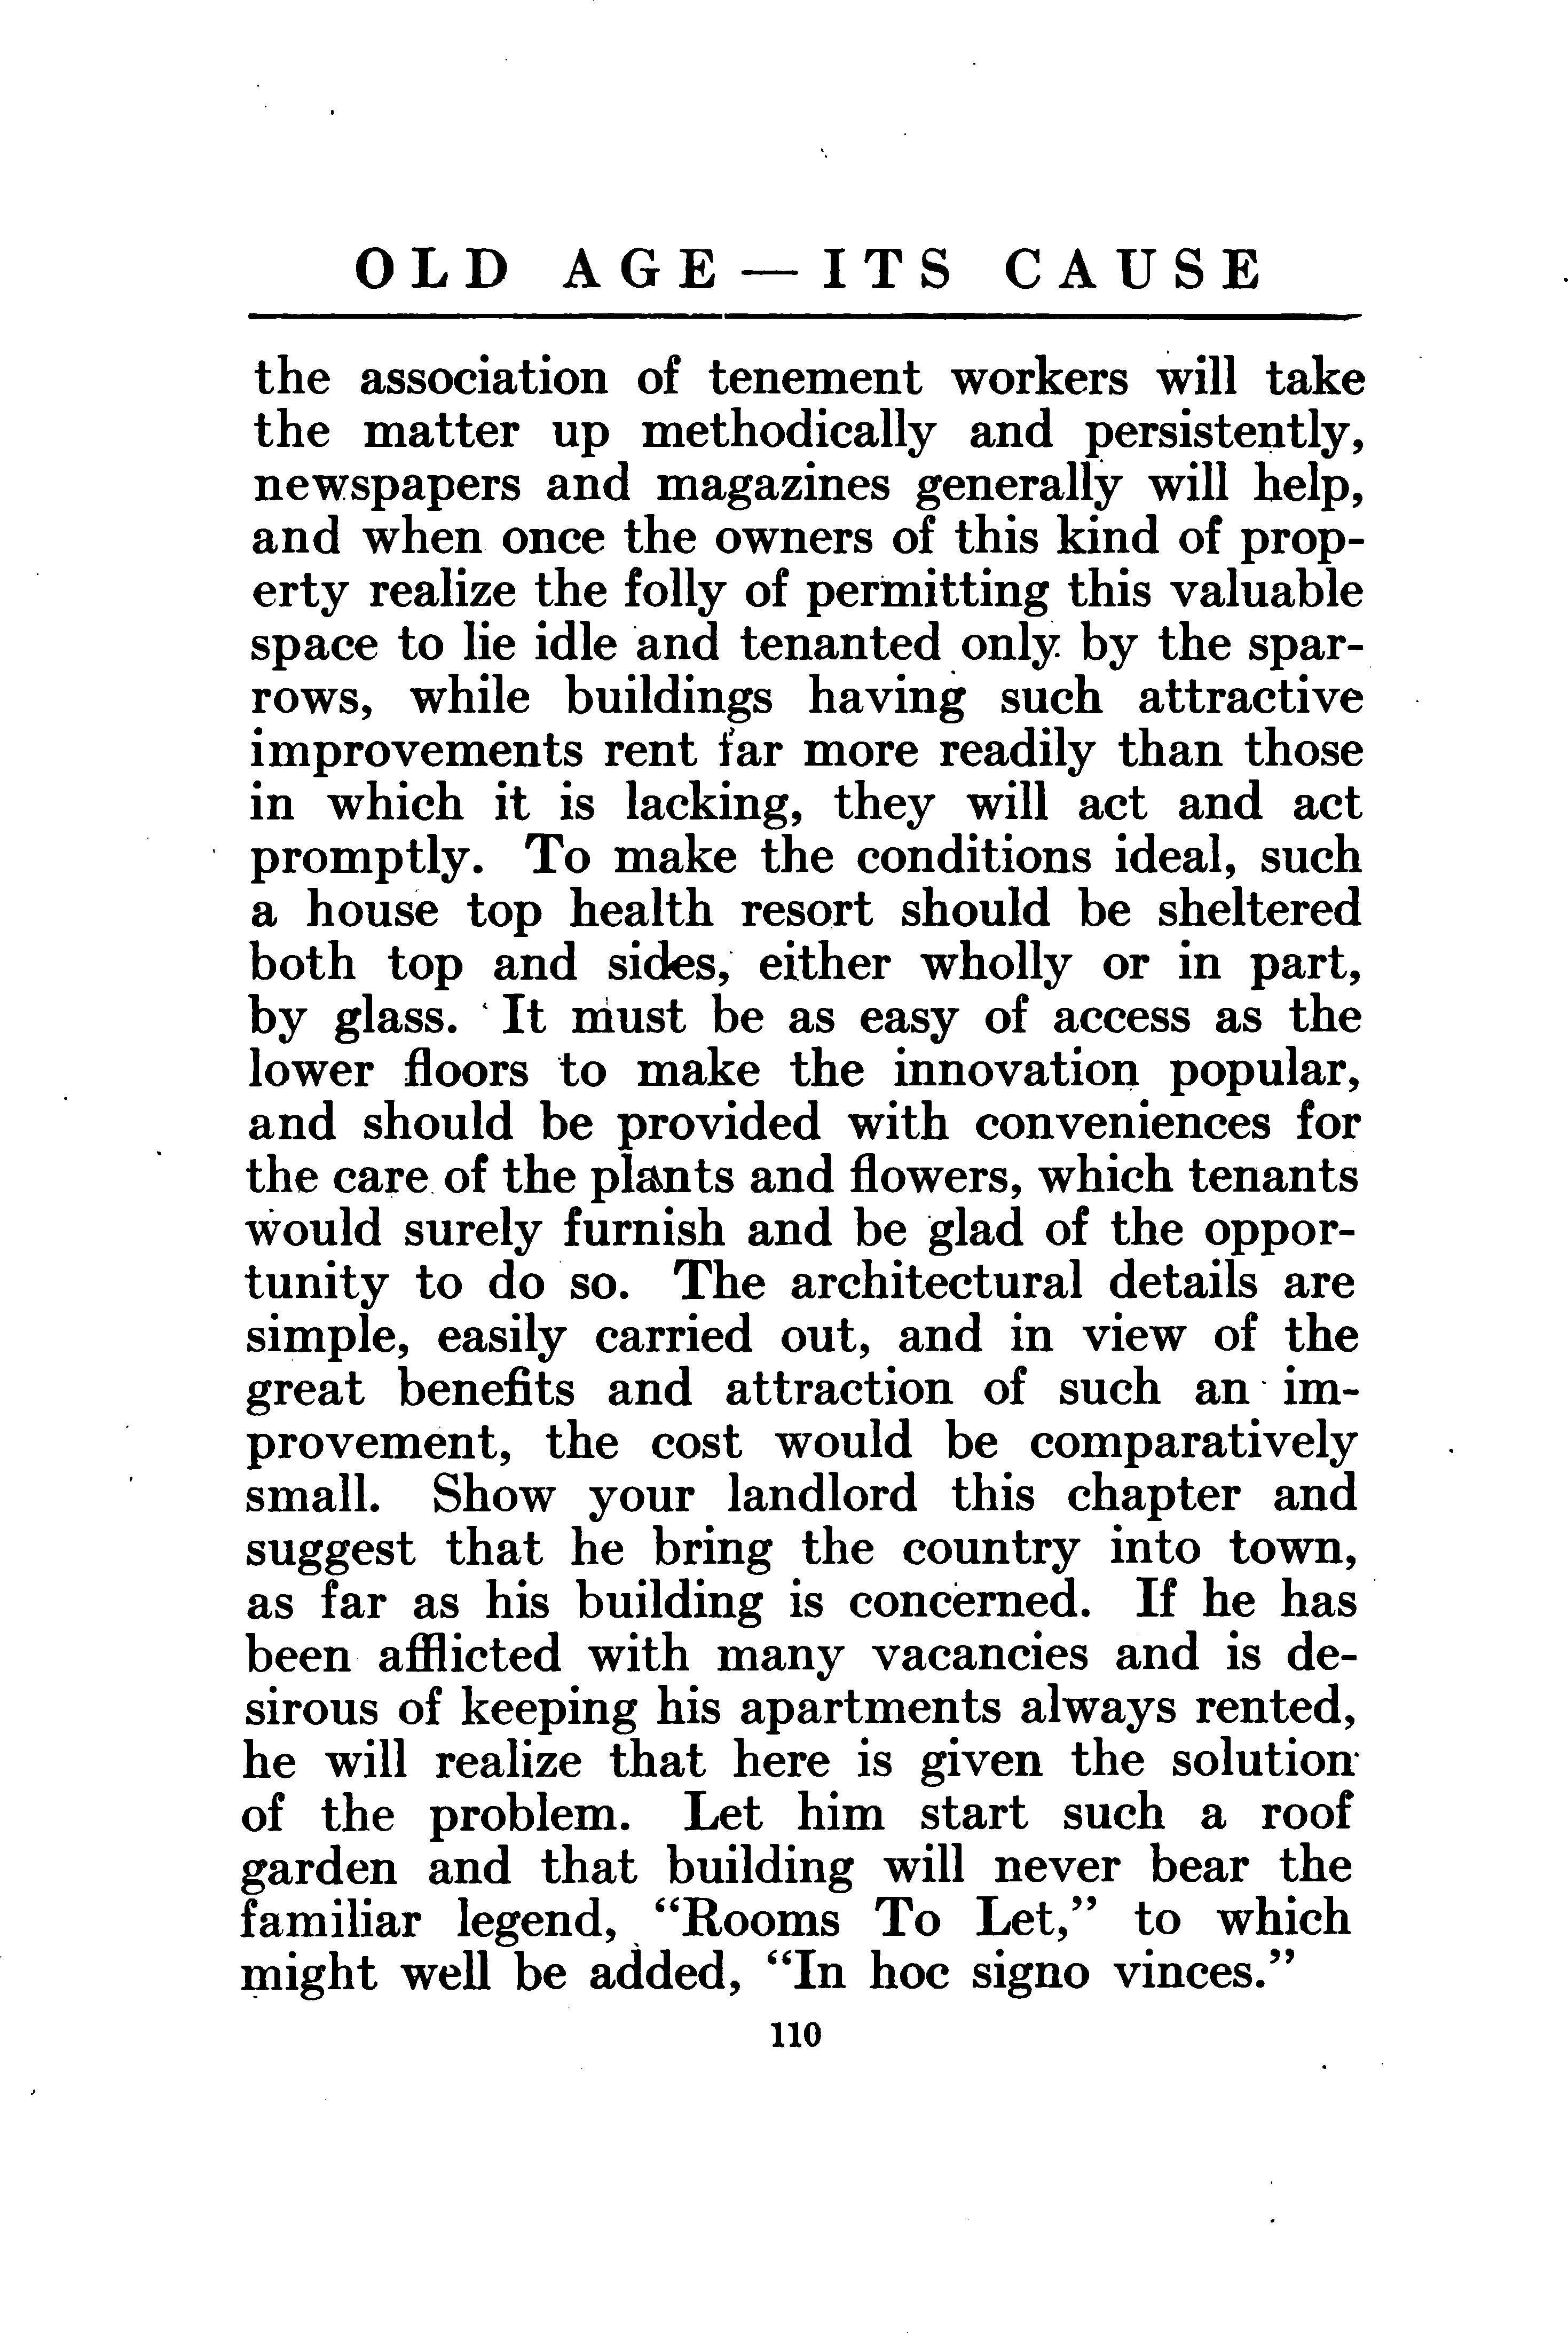 OLD AGE—ITS CAUSE
the association of tenement workers will take
the matter up methodically and persistently,
newspapers and magazines generally will help,
and when once the owners of this kind of prop-
erty realize the folly of permitting this valuable
space to lie idle and tenanted only by the spar-
rows, while buildings having such attractive
improvements rent far more readily than those
in which it is lacking, they will act and act
promptly. To make the conditions ideal, such
a house top health resort should be sheltered
both top and sides, either wholly or in part,
by glass. It must be as easy of access as the
lower floors to make the innovation popular,
and should be provided with conveniences for
the care of the plants and flowers, which tenants
would surely furnish and be glad of the oppor-
tunity to do so. The architectural details are
simple, easily carried out, and in view of the
great benefits and attraction of such an im-
provement, the cost would be comparatively
small. Show your landlord this chapter and
suggest that he bring the country into town,
as far as his building is concerned. If he has
been afflicted with many vacancies and is de-
sirous of keeping his apartments always rented,
he will realize that here is given the solution
of the problem. Let him start such a roof
garden and that building will never bear the
familiar legend, “Rooms To Let,” to which
might well be added, “In hoc signo vinces.”
110